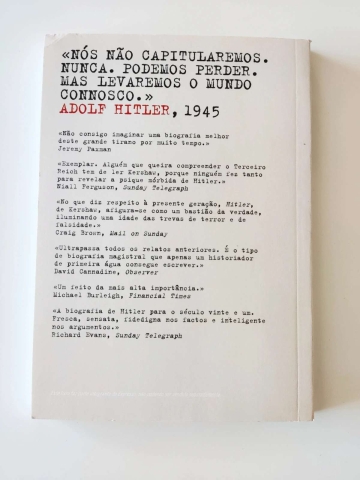 «NÓS NÃO CAPITULAREMOS.
NUNCA. PODEMOS PERDER.
MAS LEVAREMOS O MUNDO
CONNOSCO.»
ADOLF HITLER, 1945
«Não consigo imaginar uma biografia melhor
deste grande tirano por muito tempo.»
Jeremy Paxman
«Exemplar. Alguém que queira compreender o Terceiro
Reich tem de ler Kershaw, porque ninguém fez tanto
para revelar a psique mórbida de Hitler.»
Niall Ferguson, Sunday Telegraph
«No que diz respeito à presente geração, Hitler,
de Kershaw, afigura-se como um bastião da verdade,
iluminando uma idade das trevas de terror e de
falsidade.»
Craig Brown, Mail on Sunday
«Ultrapassa todos os relatos anteriores. É o tipo
de biografia magistral que apenas um historiador
de primeira água consegue escrever.»
David Cannadine, Observer
«Um feito da mais alta importância.»
Michael Burleigh, Financial Times
«A biografia de Hitler para o século vinte e um.
Fresca, sensata, fidedigna nos factos e inteligente
nos argumentos.»
Richard Evans, Sunday Telegraph